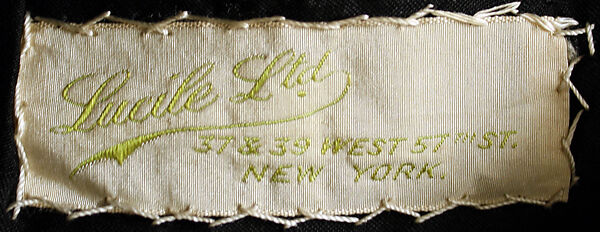 Lucile Ltd
37 & 39 WEST 57TH ST.
NEW YORK.